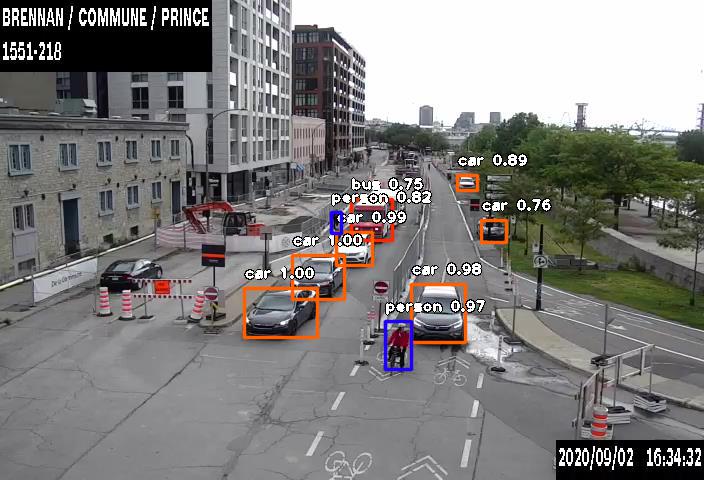 BRENNAN / COMMUNE / PRINCE
1551-218
car 0.89
bus 0.75
person 0.82
car 0.76
car 0.99
car 1.00
car 1.00
car 0.98
person 0.97
2020/09/02 16:34:32